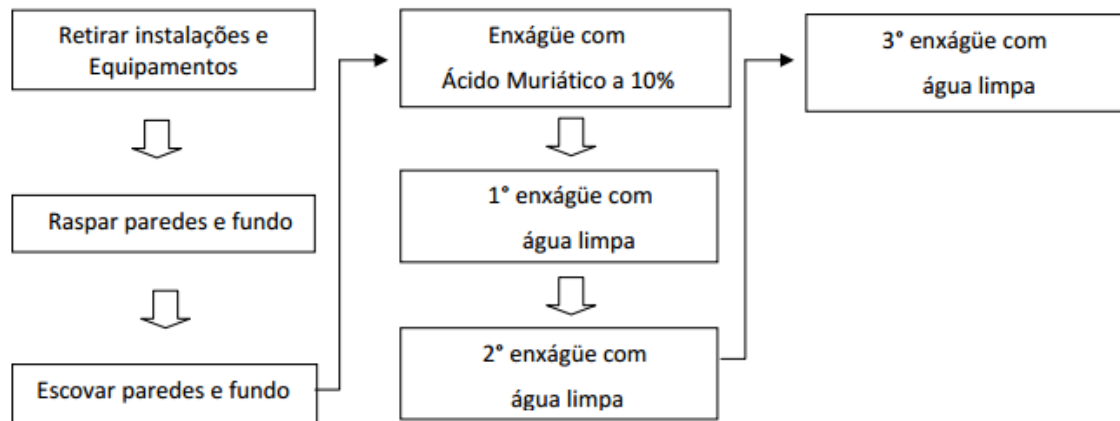 Retirar instalações e
Equipamentos
Raspar paredes e fundo
Escovar paredes e fundo
Enxágüe com
Ácido Muriático a 10%
1° enxágüe com
água limpa
2° enxágüe com
água limpa
3° enxágüe com
água limpa